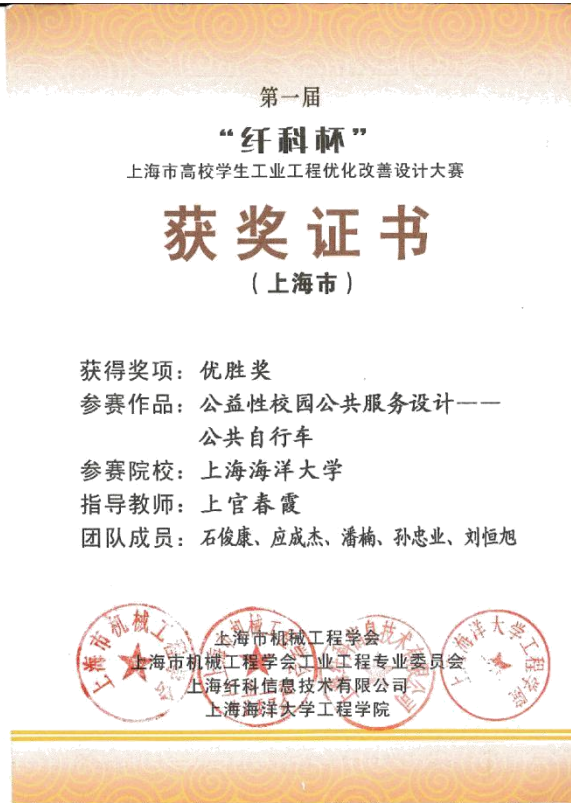 第一届
“纤科杯”
上海市高校学生工业工程优化改善设计大赛
获奖证书
（上海市）
获得奖项：优胜奖
参赛作品：公益性校园公共服务设计——
公共自行车
参赛院校：上海海洋大学
指导教师：上官春霞
团队成员：石俊康、应成杰、潘楠、孙忠业、刘恒旭
上海市机械工程学会
上海市机械工程学会工业工程专业委员会
上海纤科信息技术有限公司
上海海洋大学工程学院